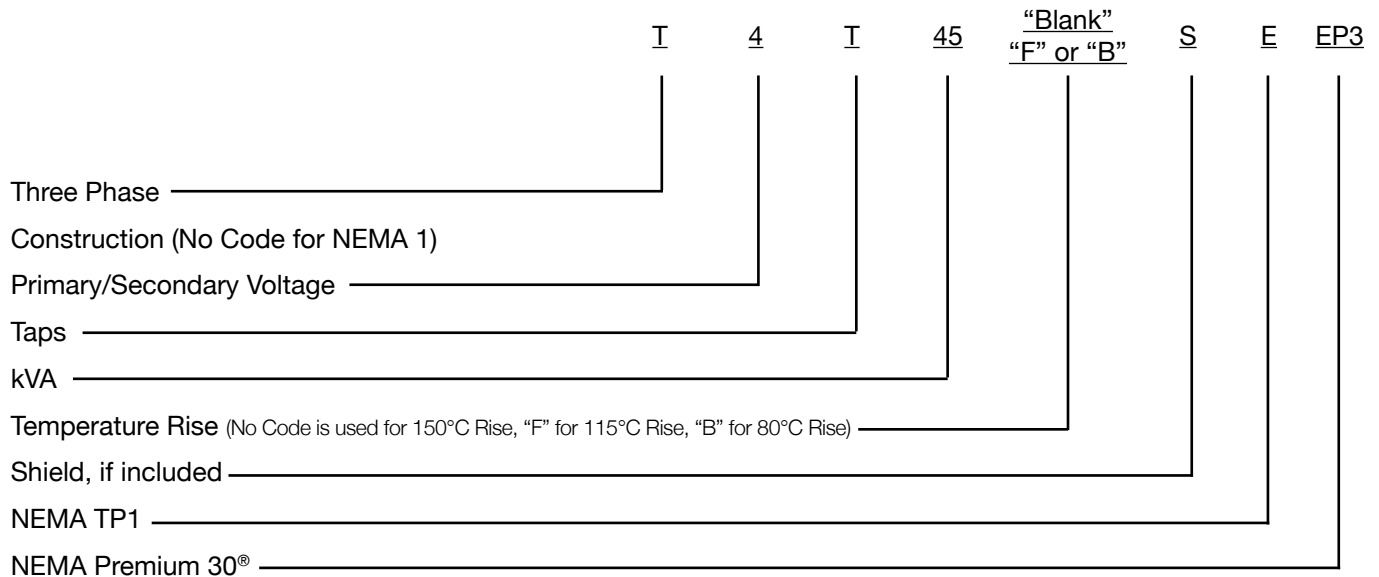 “Blank”
T 4 T 45 “F” or “B” S E EP3
Three Phase
Construction (No Code for NEMA 1)
Primary/Secondary Voltage
Taps
kVA
Temperature Rise (No Code is used for 150°C Rise, “F” for 115°C Rise, “B” for 80°C Rise)
Shield, if included
NEMA TP1
NEMA Premium 30®